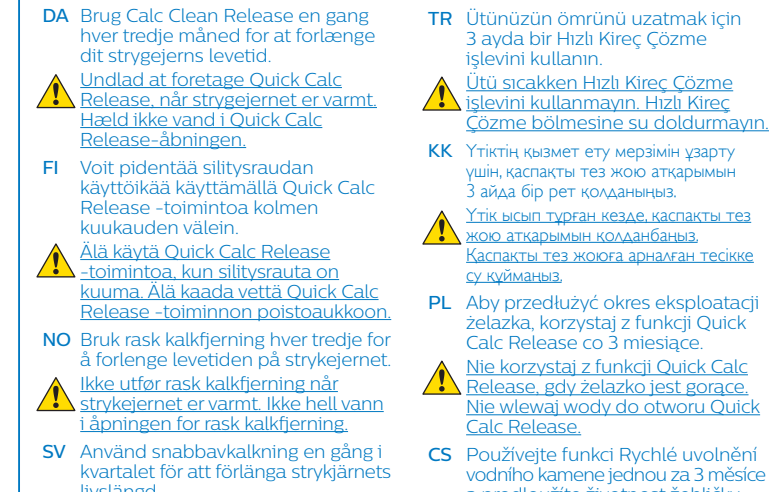 DA Brug Calc Clean Release en gang
hver tredje måned for at forlænge
dit strygejerns levetid.
Undlad at foretage Quick Calc
Release, når strygejernet er varmt.
Hæld ikke vand i Quick Calc
Release-åbningen.
FI Voit pidentää silitysraudan
käyttöikää käyttämällä Quick Calc
Release -toimintoa kolmen
kuukauden välein.
Älä käytä Quick Calc Release
-toimintoa, kun silitysrauta on
kuuma. Älä kaada vettä Quick Calc
Release -toiminnon poistoaukkoon.
NO Bruk rask kalkfjerning hver tredje for
å forlenge levetiden på strykejernet.
Ikke utfør rask kalkfjerning når
strykejernet er varmt. Ikke hell vann
i åpningen for rask kalkfjerning.
SV Använd snabbavkalkning en gång i
kvartalet för att förlänga strykjärnets
livslängd
TR Ütünüzün ömrünü uzatmak için
3 ayda bir Hızlı Kireç Çözme
işlevini kullanın.
Ütü sıcakken Hızlı Kireç Çözme
işlevini kullanmayın. Hızlı Kireç
Çözme bölmesine su doldurmayın.
KK Үтіктің қызмет ету мерзімін ұзарту
үшін, қаспақты тез жою атқарымын
3 айда бір рет қолданыңыз.
Үтік ысып тұрған кезде, қаспақты тез
жою атқарымын қолданбаңыз.
Қаспақты тез жоюға арналған тесікке
су құймаңыз.
PL Aby przedłużyć okres eksploatacji
żelazka, korzystaj z funkcji Quick
Calc Release co 3 miesiące.
Nie korzystaj z funkcji Quick Calc
Release, gdy żelazko jest gorące.
Nie wlewaj wody do otworu Quick
Calc Release.
CS Používejte funkci Rychlé uvolnění
vodního kamene jednou za 3 měsíce
a prodloužíte životnost žehličky